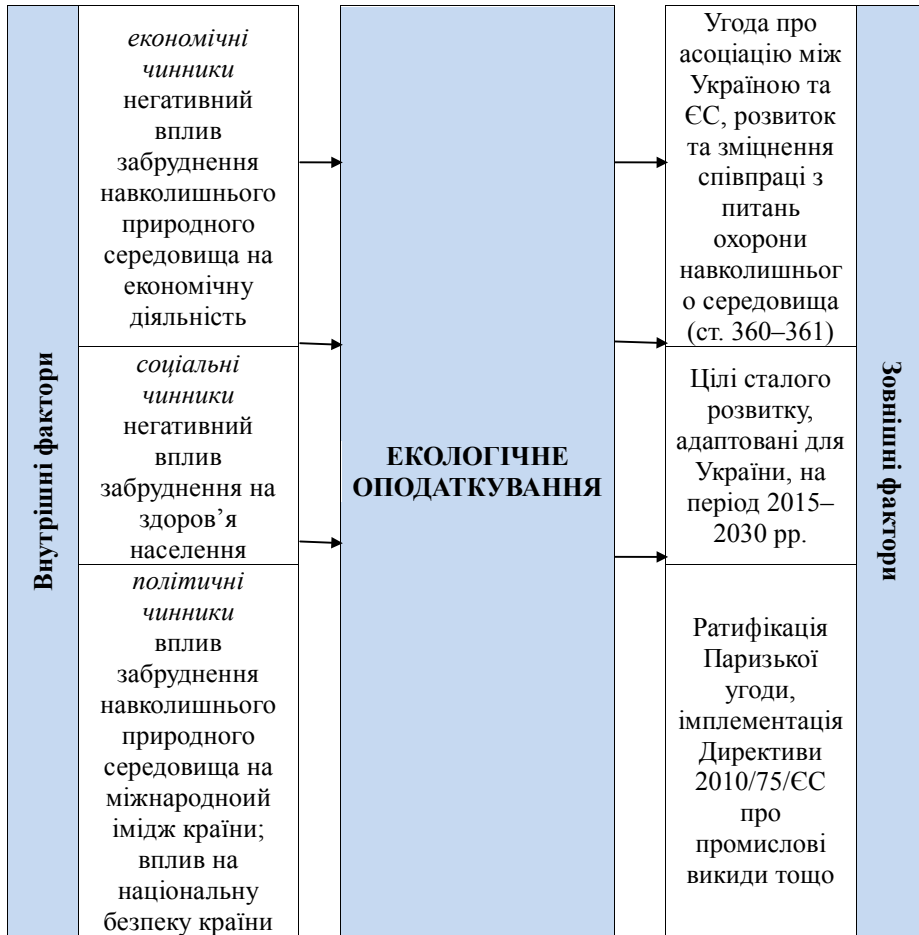 Внутрішні фактори
економічні
чинники
негативний
вплив
забруднення
навколишнього
природного
середовища на
економічну
діяльність
соціальні
чинники
негативний
вплив
забруднення на
здоров’я
населення
політичні
чинники
вплив
забруднення
навколишнього
природного
середовища на
міжнародноий
імідж країни;
вплив на
національну
безпеку країни
ЕКОЛОГІЧНЕ
ОПОДАТКУВАННЯ
Угода про
асоціацію між
Україною та
ЄС, розвиток
та зміцнення
співпраці з
питань
охорони
навколишньог
о середовища
(ст. 360–361)
Цілі сталого
розвитку,
адаптовані для
України, на
період 2015–
2030 рр.
Ратифікація
Паризької
угоди,
імплементація
Директиви
2010/75/ЄС
про
промислові
викиди тощо
Зовнішні фактори